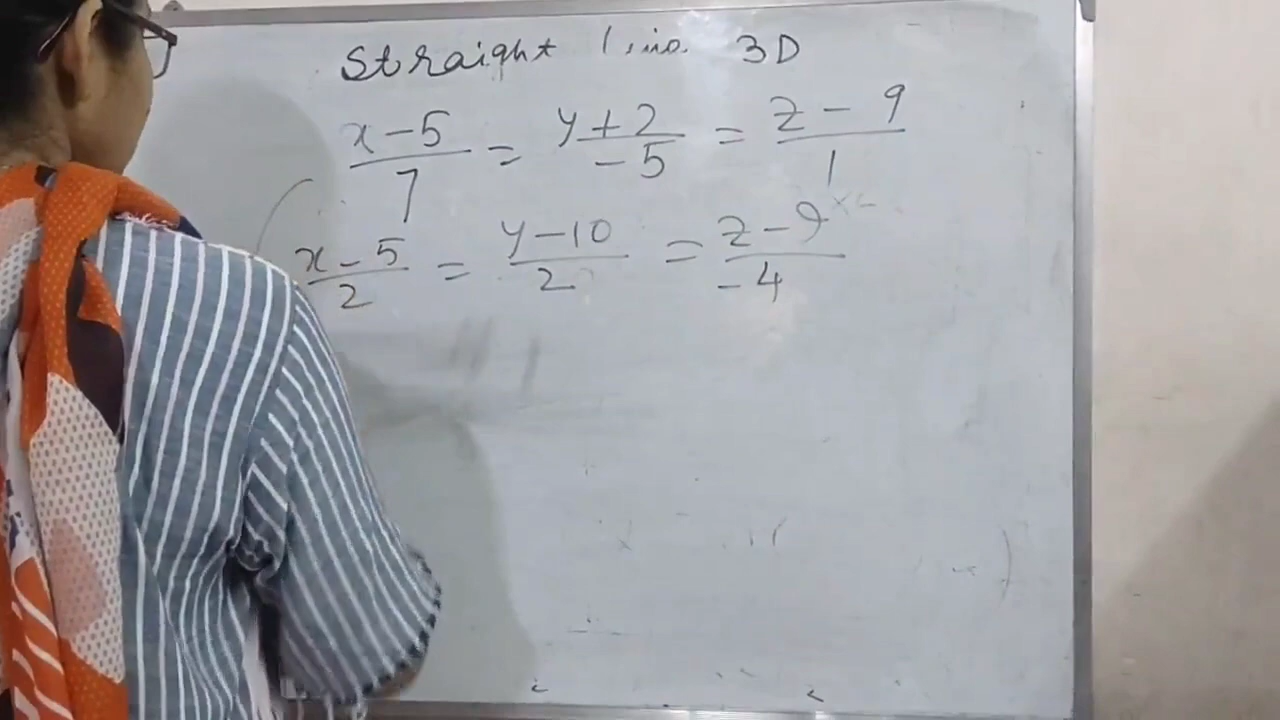 Straight line 3D
x-5/7 = y+2/-5 = z-9/1
x-5/2 = y-10/2 = z-9/-4